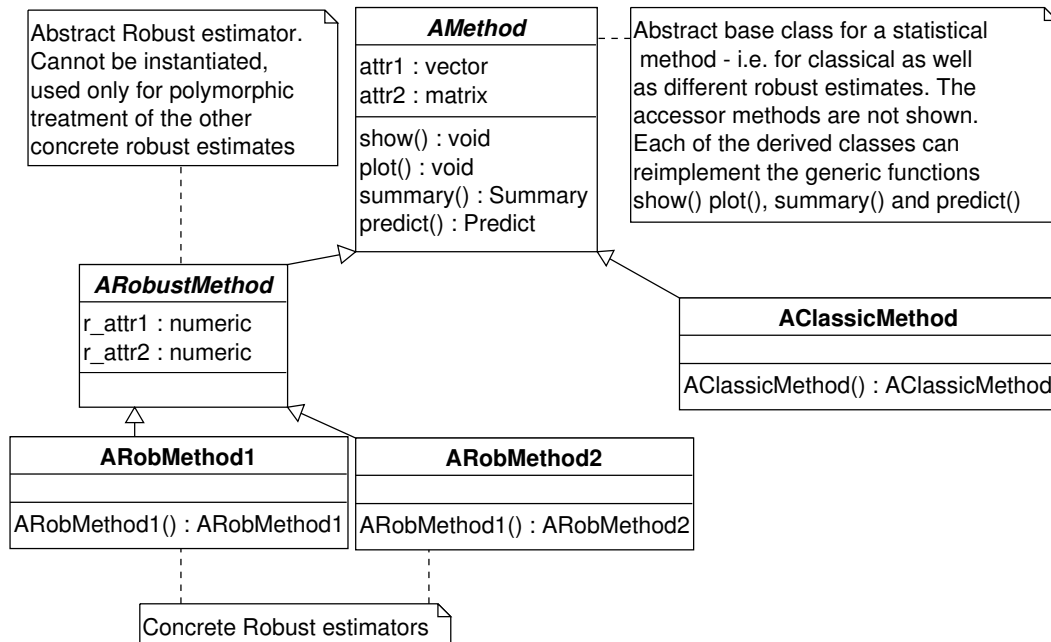 Abstract Robust estimator.
Cannot be instantiated,
used only for polymorphic
treatment of the other
concrete robust estimates
AMethod
attr1 : vector
attr2 : matrix
show() : void
plot() : void
summary() : Summary
predict() : Predict
Abstract base class for a statistical
method - i.e. for classical as well
as different robust estimates. The
accessor methods are not shown.
Each of the derived classes can
reimplement the generic functions
show() plot(), summary() and predict()
ARobustMethod
r_attr1 : numeric
r_attr2 : numeric
AClassicMethod
AClassicMethod() : AClassicMethod
ARobMethod1
ARobMethod1() : ARobMethod1
ARobMethod2
ARobMethod1() : ARobMethod2
Concrete Robust estimators